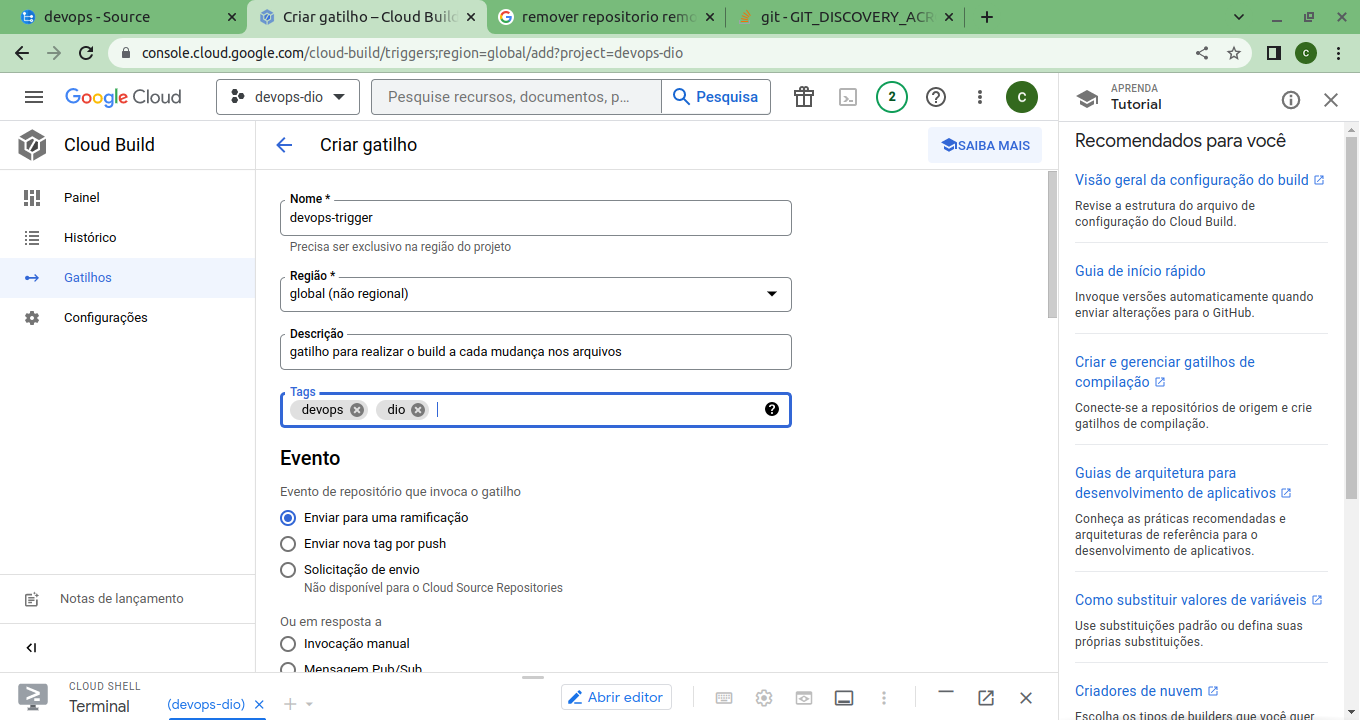 devops - Source
Criar gatilho – Cloud Build
remover repositorio remo
git - GIT_DISCOVERY_ACR
console.cloud.google.com/cloud-build/triggers;region=global/add?project=devops-dio
C
Google Cloud
devops-dio
Pesquise recursos, documentos, p...
Pesquisa
2
C
APRENDA
Tutorial
Cloud Build
Criar gatilho
SAIBA MAIS
Painel
Histórico
Gatilhos
Configurações
Notas de lançamento
Nome *
devops-trigger
Precisa ser exclusivo na região do projeto
Região *
global (não regional)
Descrição
gatilho para realizar o build a cada mudança nos arquivos
Tags
devops dio
Evento
Evento de repositório que invoca o gatilho
Enviar para uma ramificação
Enviar nova tag por push
Solicitação de envio
Não disponível para o Cloud Source Repositories
Ou em resposta a
Invocação manual
Mensagem Pub/Sub
Recomendados para você
Visão geral da configuração do build
Revise a estrutura do arquivo de
configuração do Cloud Build.
Guia de início rápido
Invoque versões automaticamente quando
enviar alterações para o GitHub.
Criar e gerenciar gatilhos de
compilação
Conecte-se a repositórios de origem e crie
gatilhos de compilação.
Guias de arquitetura para
desenvolvimento de aplicativos
Conheça as práticas recomendadas e
arquiteturas de referência para o
desenvolvimento de aplicativos.
Como substituir valores de variáveis
Use substituições padrão ou defina suas
próprias substituições.
Criadores de nuvem
Escolha os tipos de builders que você quer
CLOUD SHELL
Terminal
(devops-dio)
Abrir editor